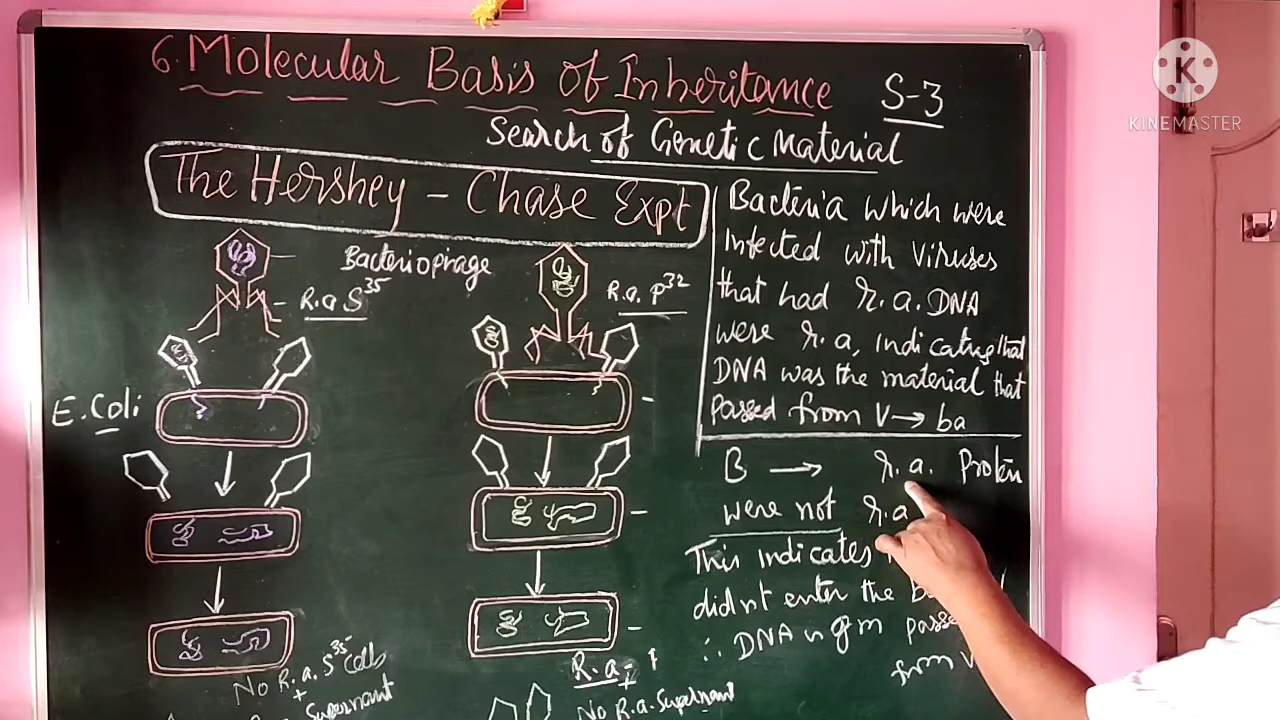 6. Molecular Basis of Inheritance
S-3
Search of Genetic Material
The Hershey - Chase Expt
Bacteriophage
R.a S35
R.a. P32
E. Coli
No R.a. S35 Cells
+
Supernant
R.a.
No R.a. Supernant
Bacteria which were
infected with viruses
that had r.a. DNA
were r.a, indicating that
DNA was the material that
passed from V → ba
B → r.a. Protein
were not r.a
This indicates
didnt enter the
∴ DNA is gm
from V
KINEMASTER
K